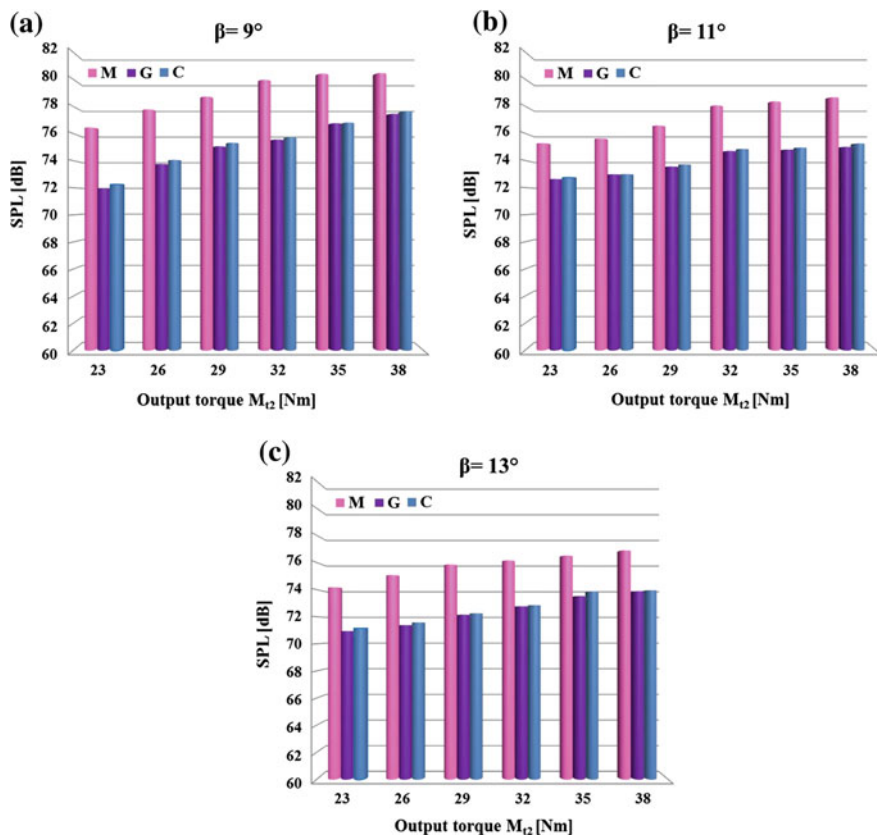 (a)
β= 9°
SPL [dB]
82
80
78
76
74
72
70
68
66
64
62
60
M G C
23 26 29 32 35 38
Output torque Mt2 [Nm]
(b)
β= 11°
SPL [dB]
82
80
78
76
74
72
70
68
66
64
62
60
M G C
23 26 29 32 35 38
Output torque Mt2 [Nm]
(c)
β= 13°
SPL [dB]
82
80
78
76
74
72
70
68
66
64
62
60
M G C
23 26 29 32 35 38
Output torque Mt2 [Nm]